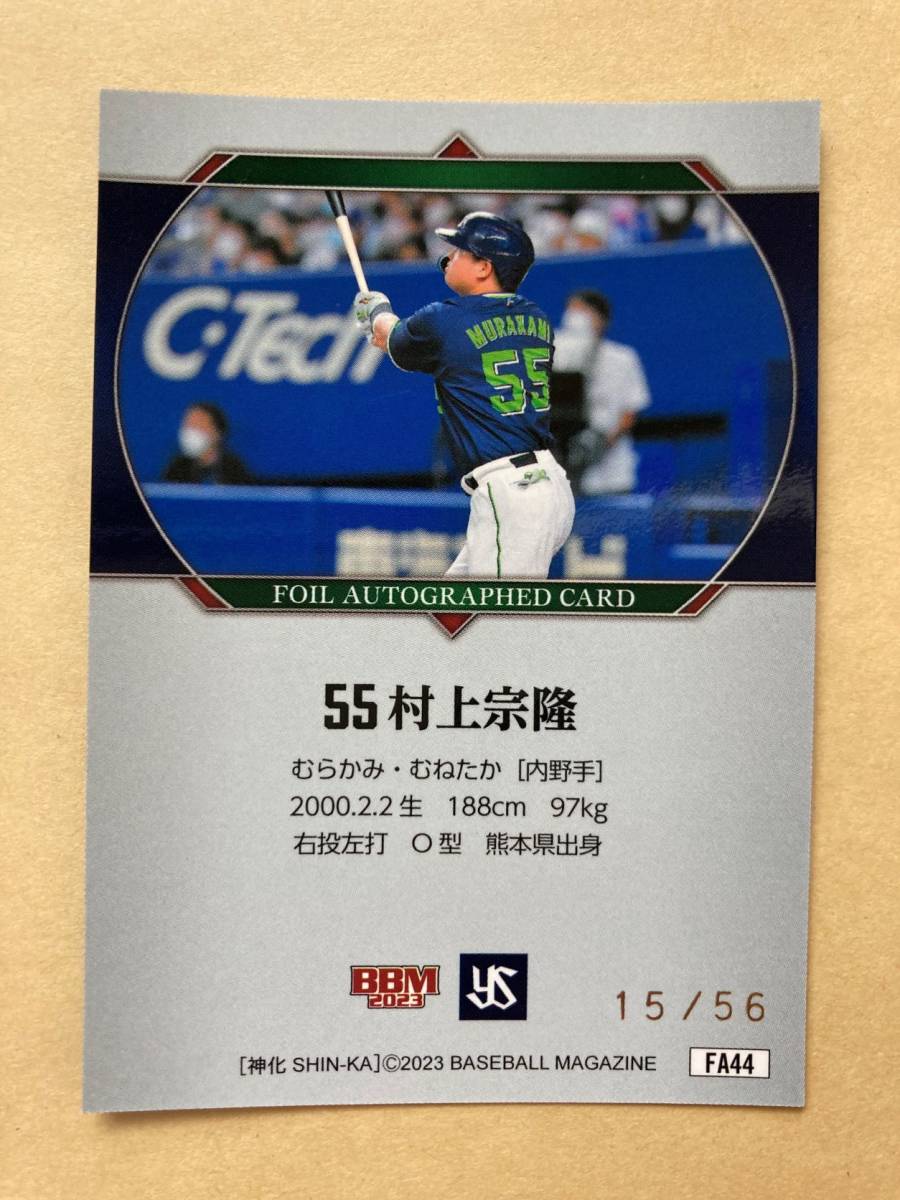 C·Tech
MURAKAMI
55
FOIL AUTOGRAPHED CARD
55 村上宗隆
むらかみ・むねたか [内野手]
2000.2.2生 188cm 97kg
右投左打 O型 熊本県出身
BBM
2023
YS
15/56
[神化 SHIN-KA]©2023 BASEBALL MAGAZINE
FA44